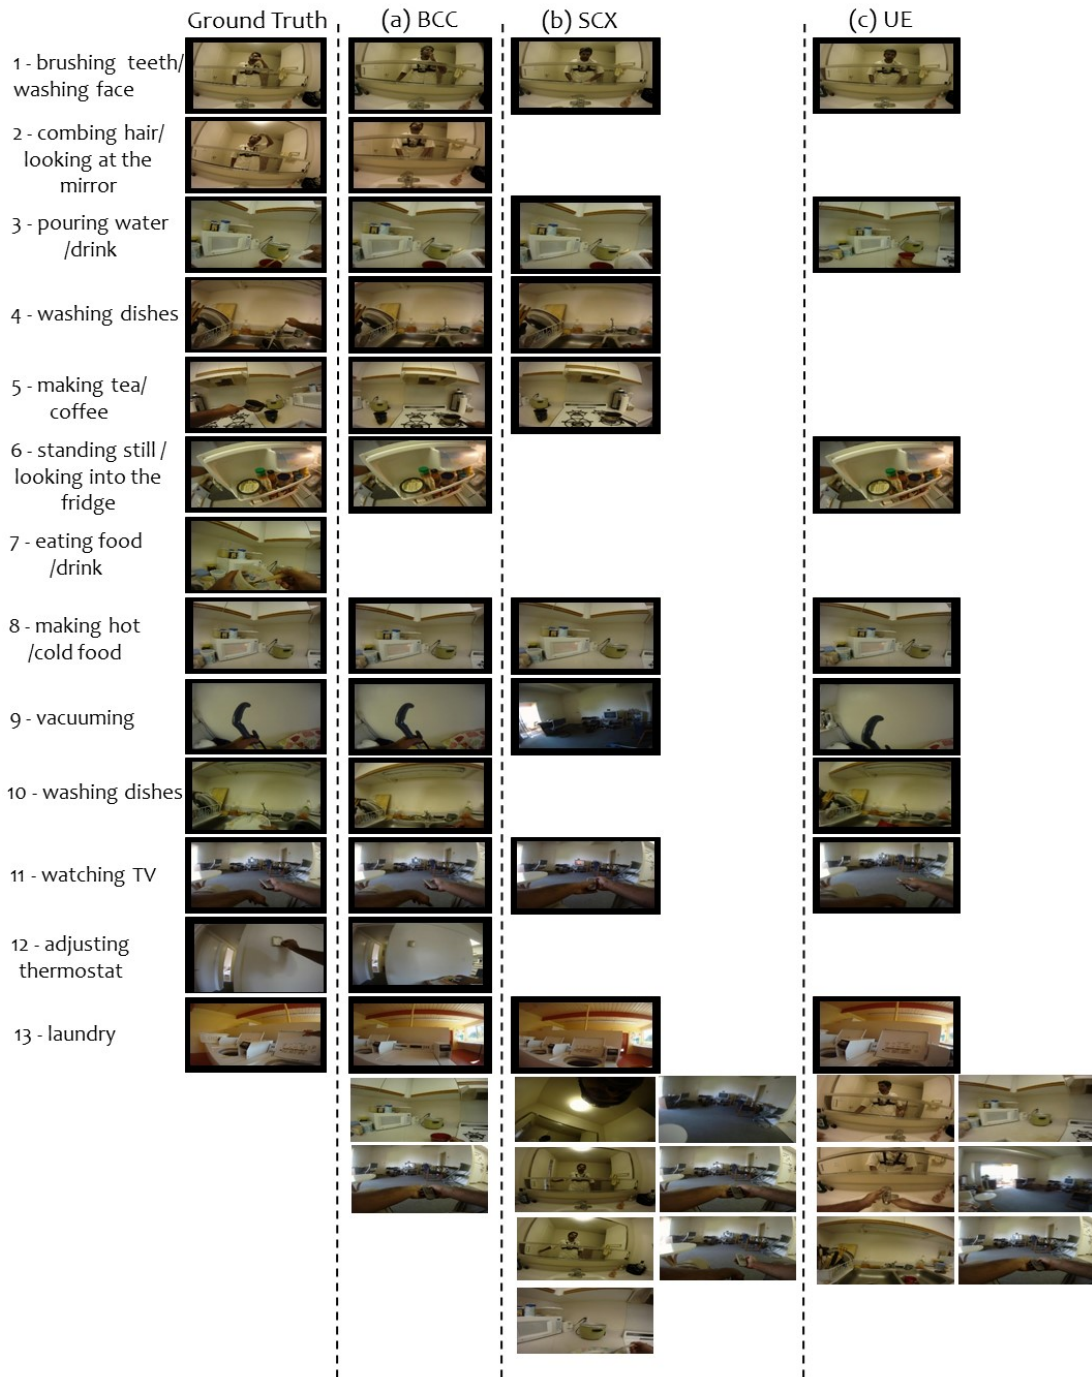 Ground Truth
(a) BCC
(b) SCX
(c) UE
1 - brushing teeth/
washing face
2 - combing hair/
looking at the
mirror
3 - pouring water
/drink
4 - washing dishes
5 - making tea/
coffee
6 - standing still /
looking into the
fridge
7 - eating food
/drink
8 - making hot
/cold food
9 - vacuuming
10 - washing dishes
11 - watching TV
12 - adjusting
thermostat
13 - laundry